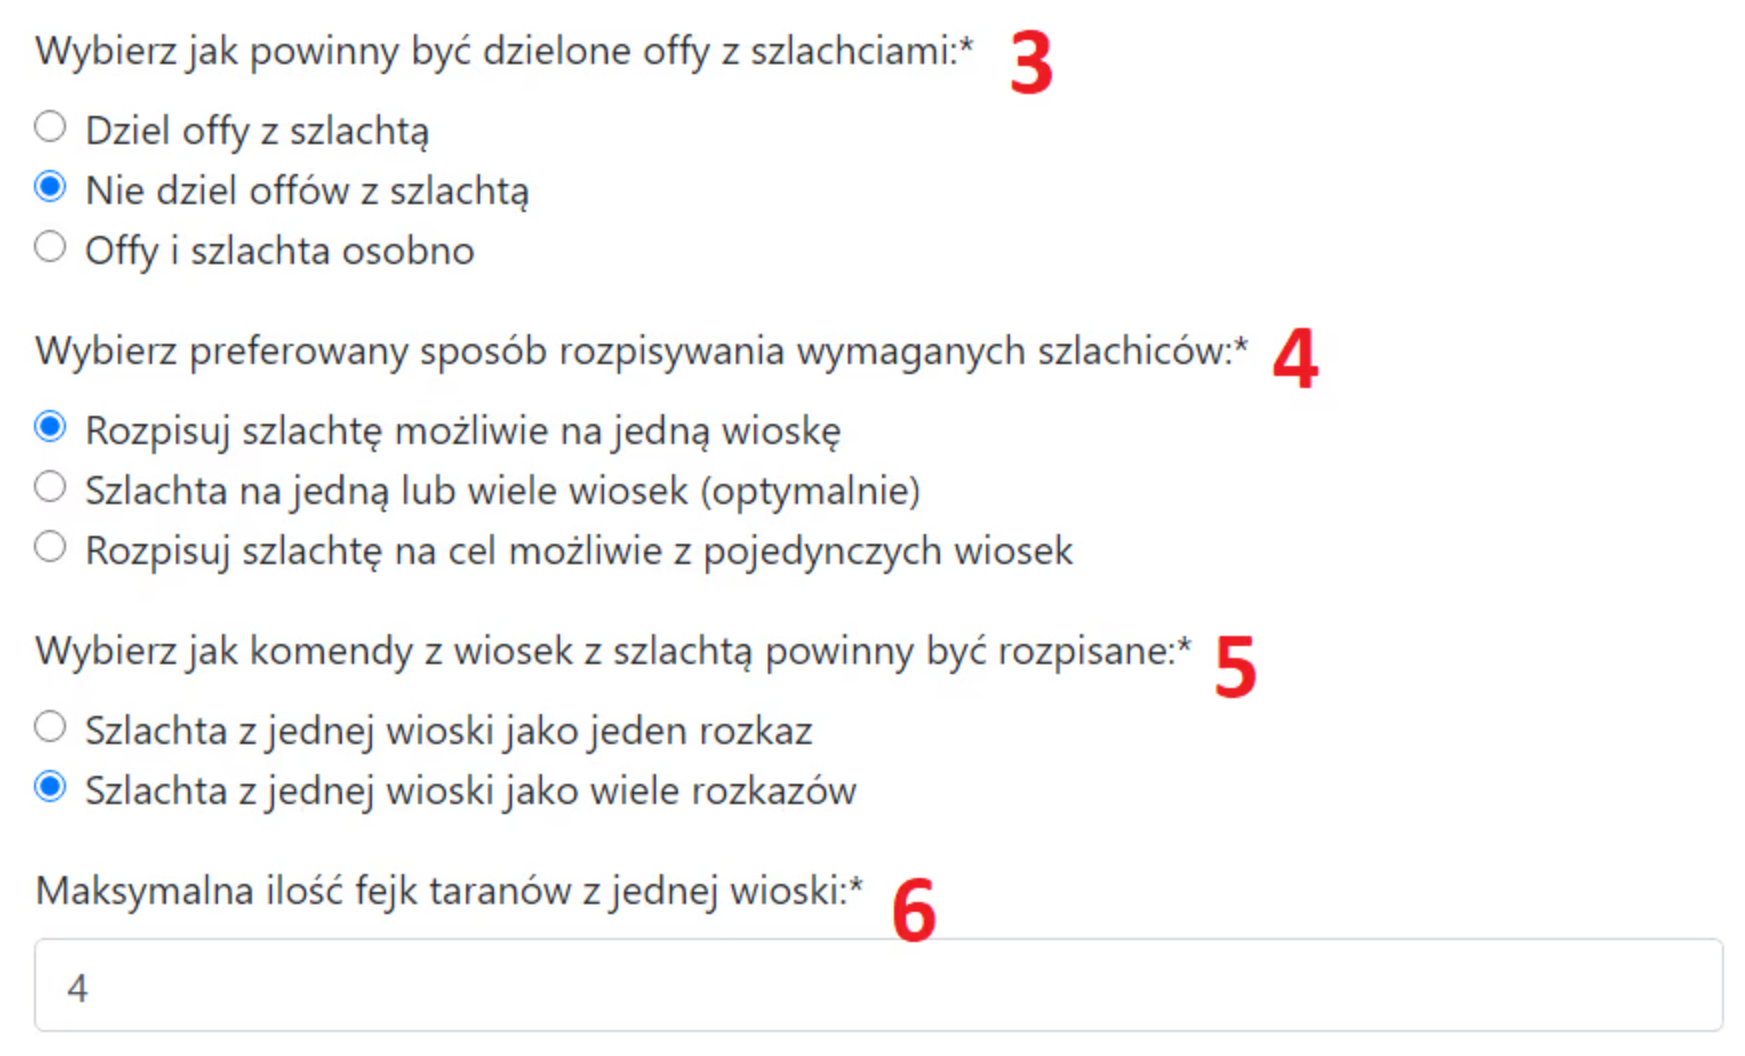 Wybierz jak powinny być dzielone offy z szlachciami:* 3
Dziel offy z szlachtą
Nie dziel offów z szlachtą
Offy i szlachta osobno
Wybierz preferowany sposób rozpisywania wymaganych szlachiców:* 4
Rozpisuj szlachtę możliwie na jedną wioskę
Szlachta na jedną lub wiele wiosek (optymalnie)
Rozpisuj szlachtę na cel możliwie z pojedynczych wiosek
Wybierz jak komendy z wiosek z szlachtą powinny być rozpisane:* 5
Szlachta z jednej wioski jako jeden rozkaz
Szlachta z jednej wioski jako wiele rozkazów
Maksymalna ilość fejk taranów z jednej wioski:* 6
4